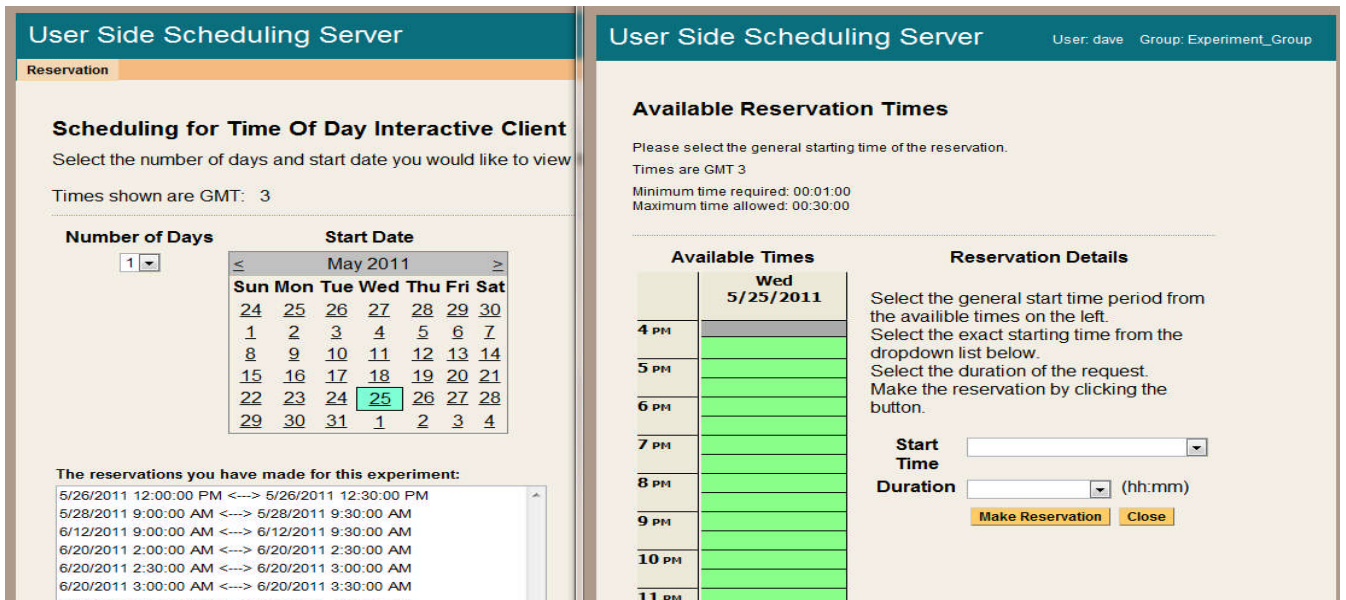 User Side Scheduling Server
Reservation
Scheduling for Time Of Day Interactive Client
Select the number of days and start date you would like to view
Times shown are GMT: 3
Number of Days
1
Start Date
< May 2011 >
Sun Mon Tue Wed Thu Fri Sat
24 25 26 27 28 29 30
1 2 3 4 5 6 7
8 9 10 11 12 13 14
15 16 17 18 19 20 21
22 23 24 25 26 27 28
29 30 31 1 2 3 4
The reservations you have made for this experiment:
5/26/2011 12:00:00 PM <---> 5/26/2011 12:30:00 PM
5/28/2011 9:00:00 AM <---> 5/28/2011 9:30:00 AM
6/12/2011 9:00:00 AM <---> 6/12/2011 9:30:00 AM
6/20/2011 2:00:00 AM <---> 6/20/2011 2:30:00 AM
6/20/2011 2:30:00 AM <---> 6/20/2011 3:00:00 AM
6/20/2011 3:00:00 AM <---> 6/20/2011 3:30:00 AM
User Side Scheduling Server User: dave Group: Experiment_Group
Available Reservation Times
Please select the general starting time of the reservation.
Times are GMT 3
Minimum time required: 00:01:00
Maximum time allowed: 00:30:00
Available Times
Wed
5/25/2011
4 PM
5 PM
6 PM
7 PM
8 PM
9 PM
10 PM
11 PM
Reservation Details
Select the general start time period from
the availible times on the left.
Select the exact starting time from the
dropdown list below.
Select the duration of the request.
Make the reservation by clicking the
button.
Start
Time
Duration (hh:mm)
Make Reservation Close